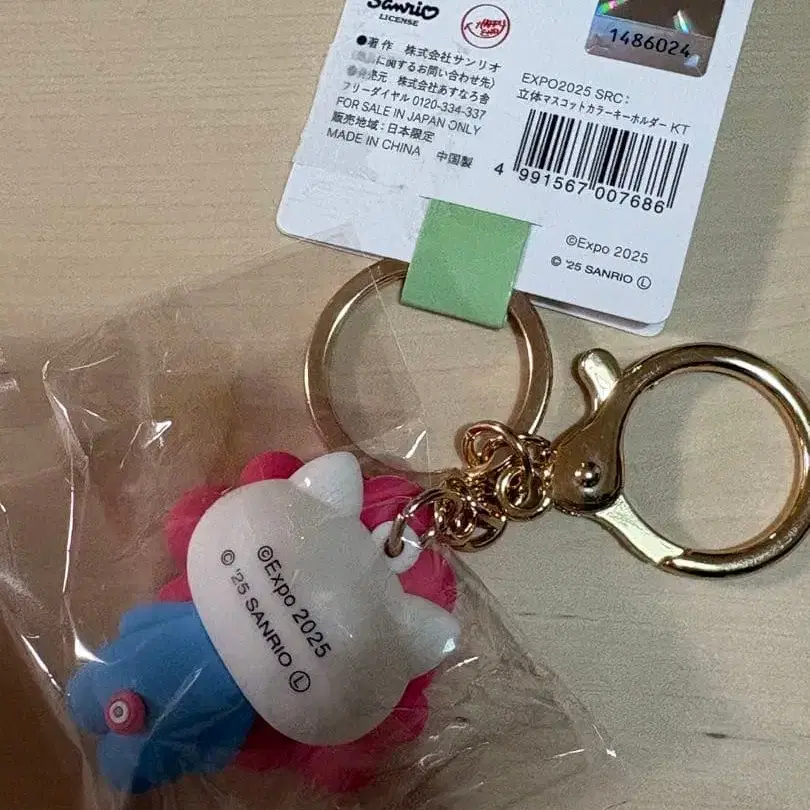 Sanrio
LICENSE
1486024
●著作 株式会社サンリオ
に関するお問い合わせ先)
発売元 株式会社あすなろ舎
フリーダイヤル 0120-334-337
FOR SALE IN JAPAN ONLY
販売地域:日本限定
MADE IN CHINA 中国製
EXPO2025 SRC:
立体マスコットカラーキーホルダー KT
4 991567 007686
©Expo 2025
© '25 SANRIO Ⓛ
©Expo 2025
© '25 SANRIO Ⓛ